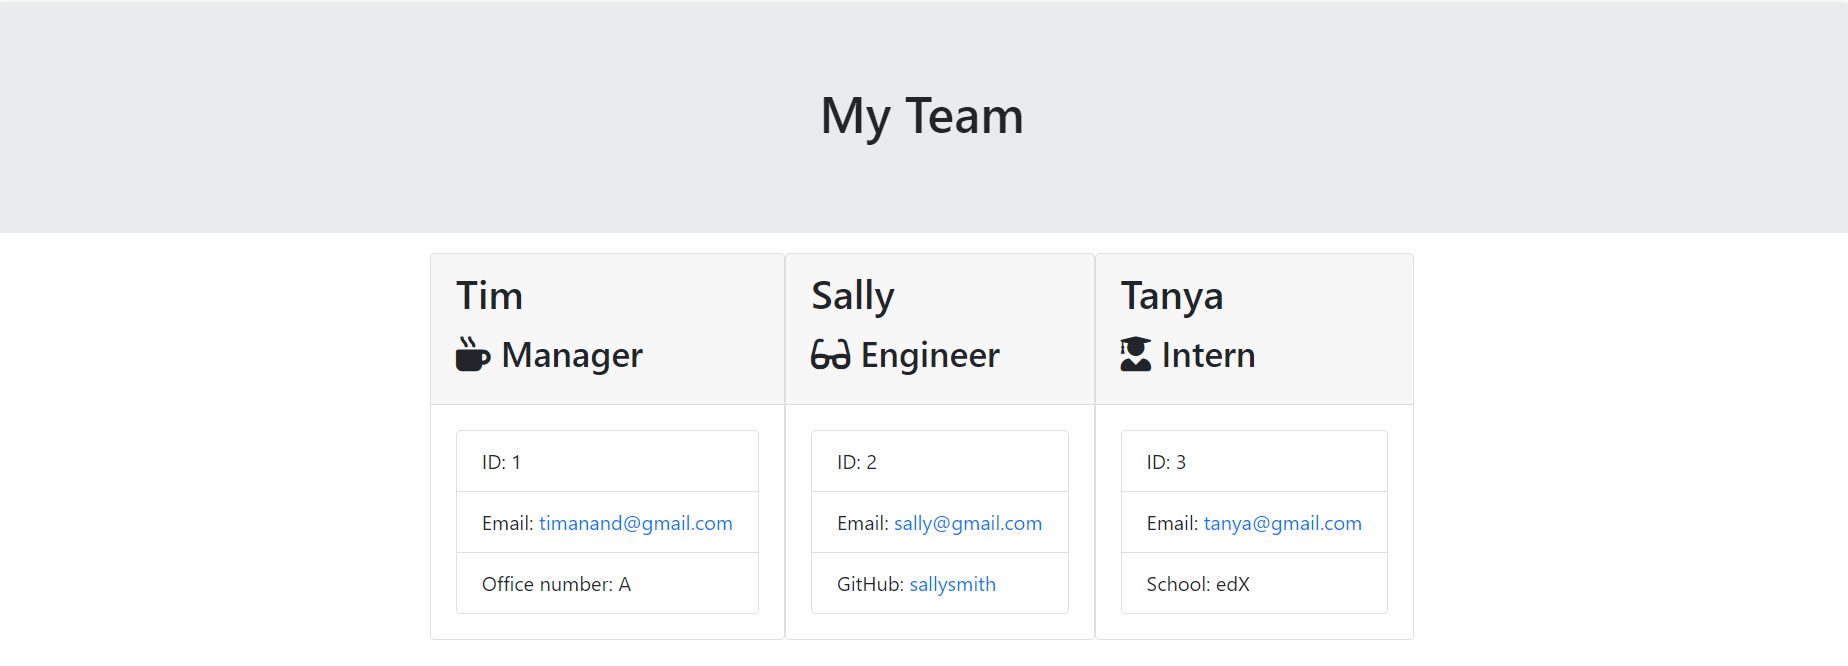 My Team
Tim
Manager
ID: 1
Email: timanand@gmail.com
Office number: A
Sally
Engineer
ID: 2
Email: sally@gmail.com
GitHub: sallysmith
Tanya
Intern
ID: 3
Email: tanya@gmail.com
School: edX